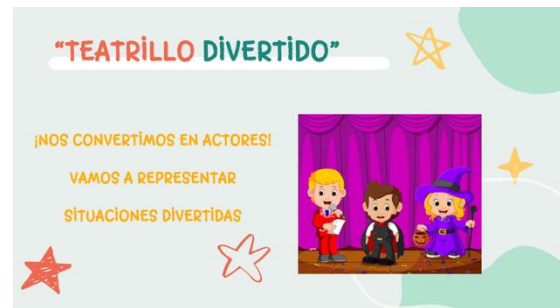 “TEATRILLO DIVERTIDO”
¡NOS CONVERTIMOS EN ACTORES!
VAMOS A REPRESENTAR
SITUACIONES DIVERTIDAS